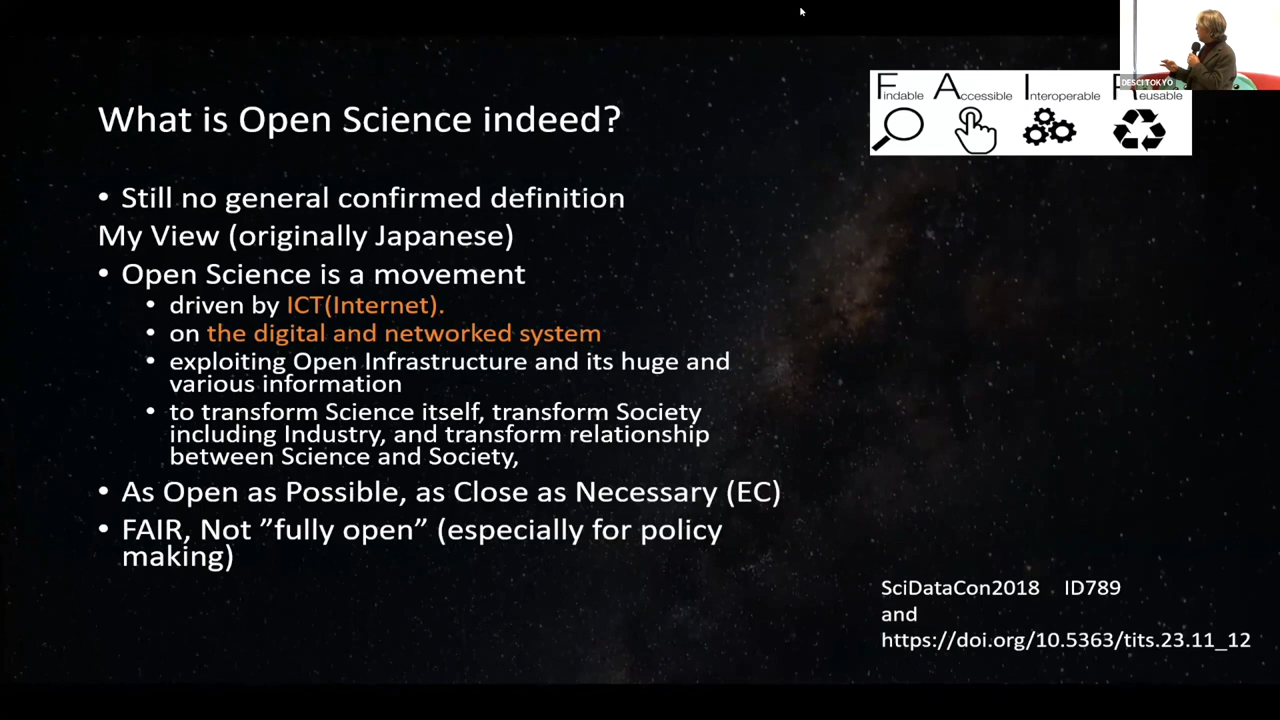 What is Open Science indeed?
• Still no general confirmed definition
My View (originally Japanese)
• Open Science is a movement
• driven by ICT(Internet).
• on the digital and networked system
• exploiting Open Infrastructure and its huge and
various information
• to transform Science itself, transform Society
including Industry, and transform relationship
between Science and Society,
• As Open as Possible, as Close as Necessary (EC)
• FAIR, Not ”fully open” (especially for policy
making)
Findable Accessible Interoperable Reusable
DESCI TOKYO
SciDataCon2018 ID789
and
https://doi.org/10.5363/tits.23.11_12